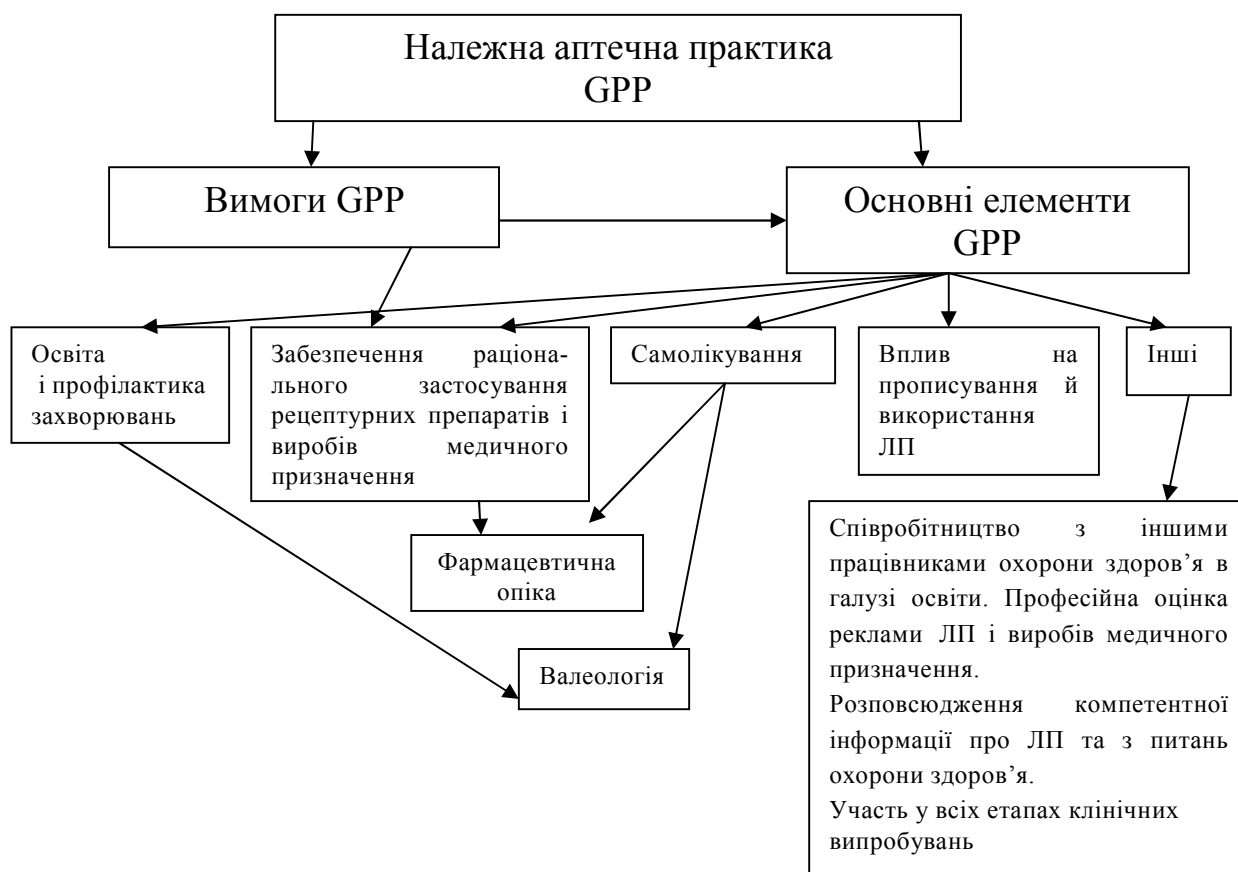 Належна аптечна практика
GPP
Вимоги GPP
Основні елементи
GPP
Освіта
і профілактика
захворювань
Забезпечення раціона-
льного застосування
рецептурних препаратів і
виробів медичного
призначення
Самолікування
Вплив на
прописування й
використання
ЛП
Інші
Фармацевтична
опіка
Валеологія
Співробітництво з іншими
працівниками охорони здоров’я в
галузі освіти. Професійна оцінка
реклами ЛП і виробів медичного
призначення.
Розповсюдження компетентної
інформації про ЛП та з питань
охорони здоров’я.
Участь у всіх етапах клінічних
випробувань